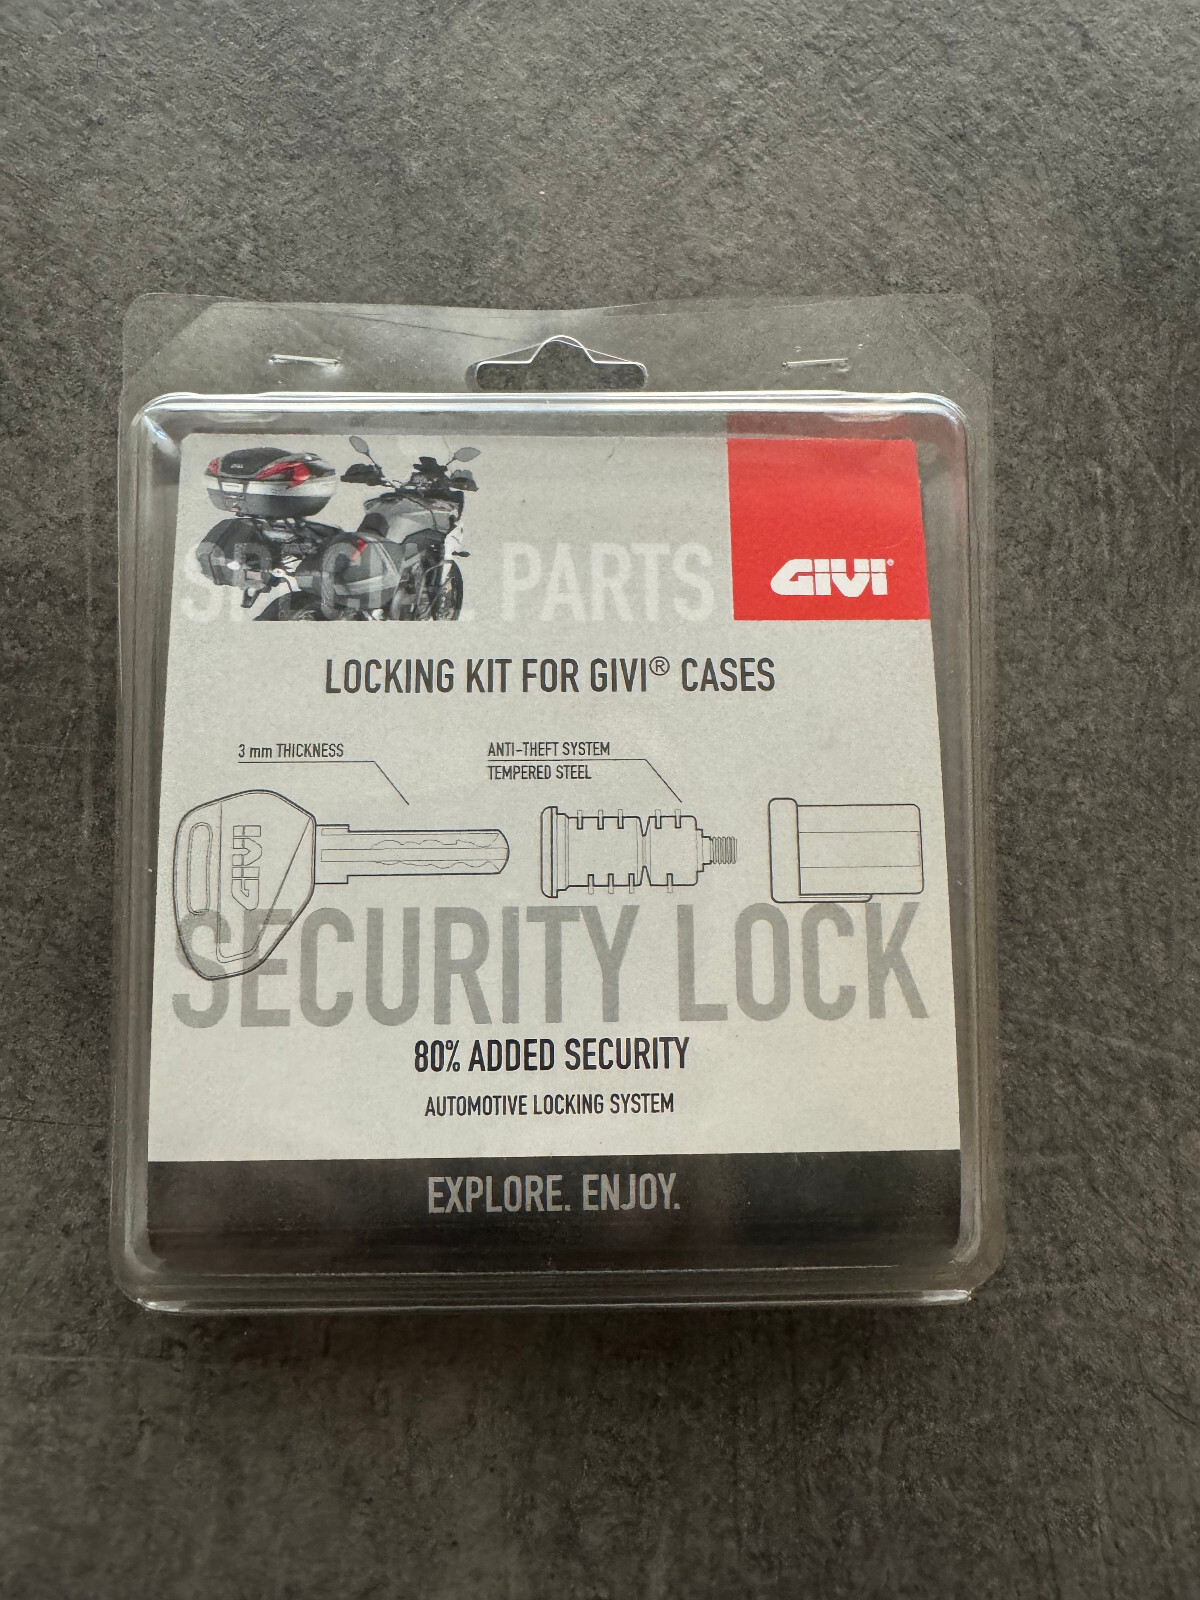 SPECIAL PARTS
GIVI®
LOCKING KIT FOR GIVI® CASES
3 mm THICKNESS
ANTI-THEFT SYSTEM
TEMPERED STEEL
GIVI
SECURITY LOCK
80% ADDED SECURITY
AUTOMOTIVE LOCKING SYSTEM
EXPLORE. ENJOY.